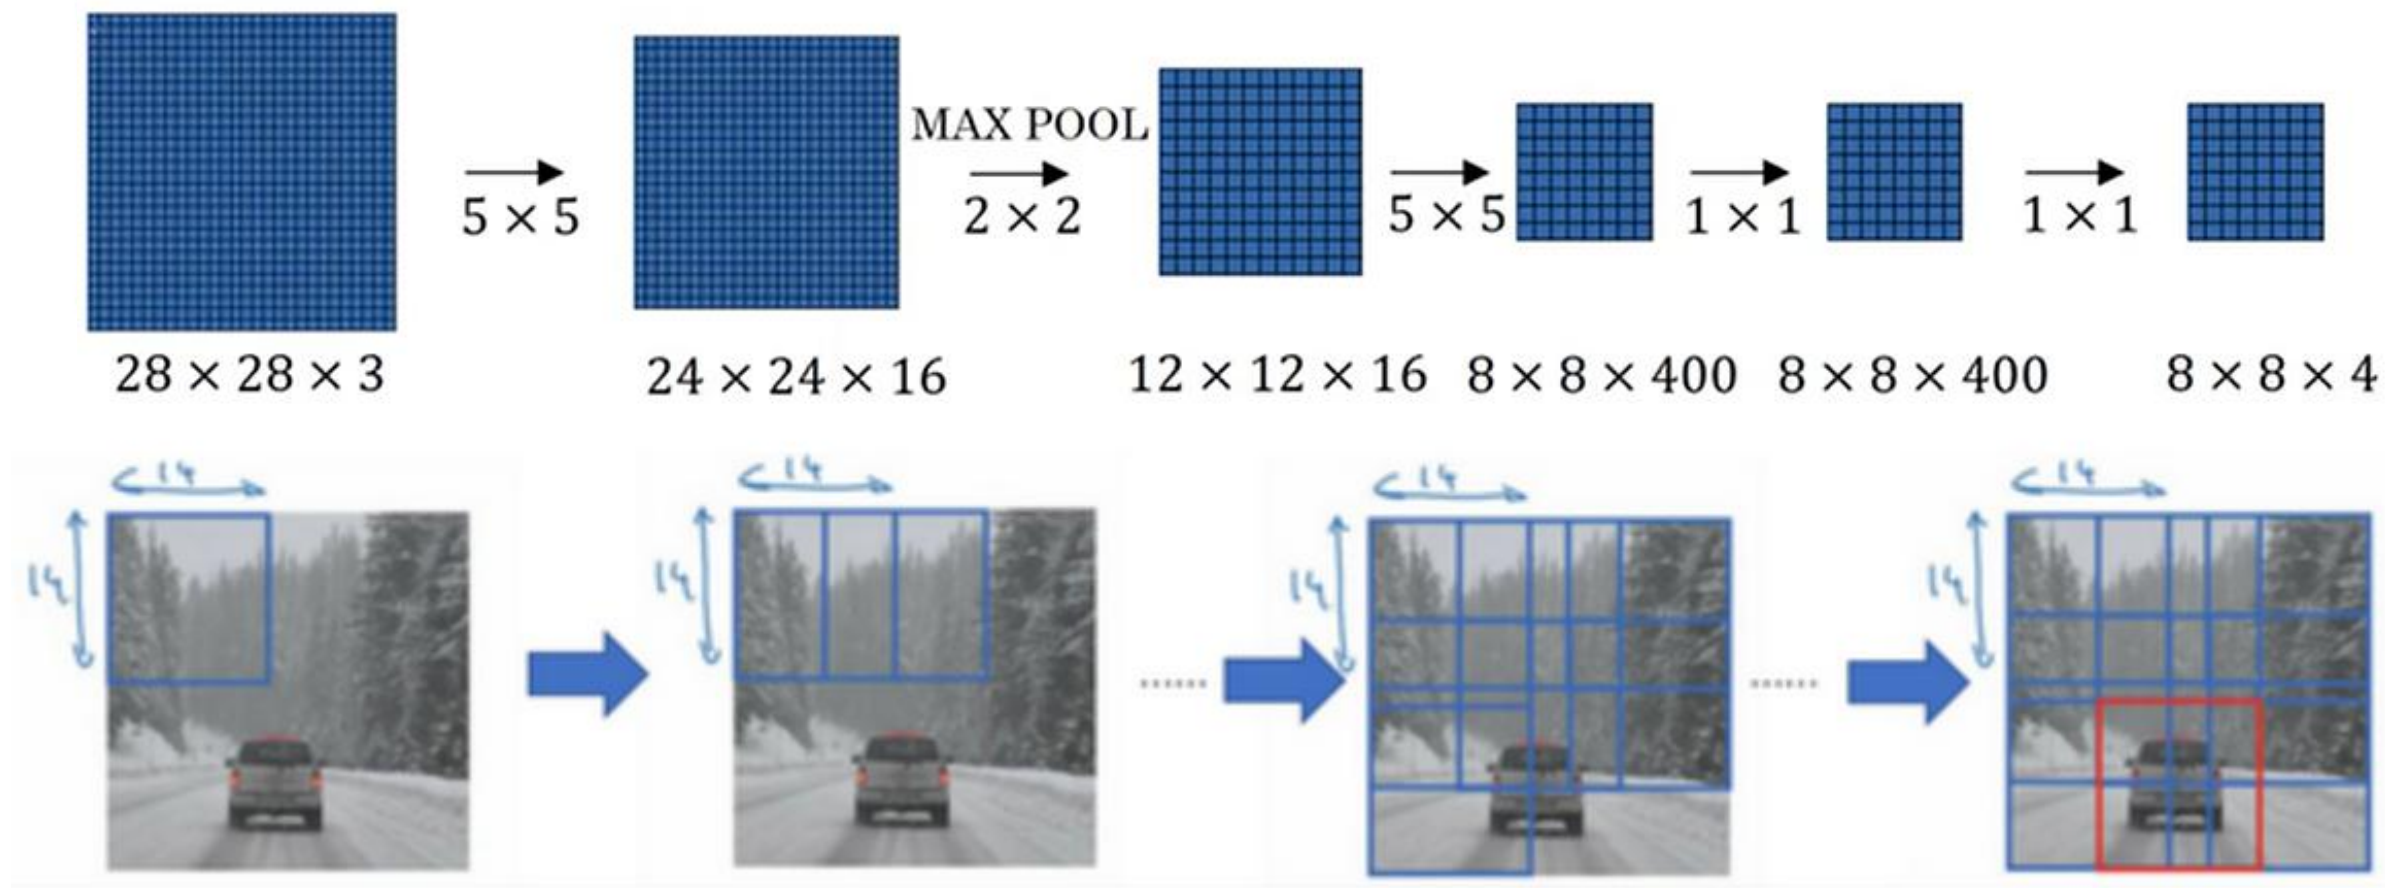 MAX POOL
5 × 5
2 × 2
5 × 5
1 × 1
1 × 1
28 × 28 × 3
24 × 24 × 16
12 × 12 × 16
8 × 8 × 400
8 × 8 × 400
8 × 8 × 4
14
14
14
14
14
14
14
14